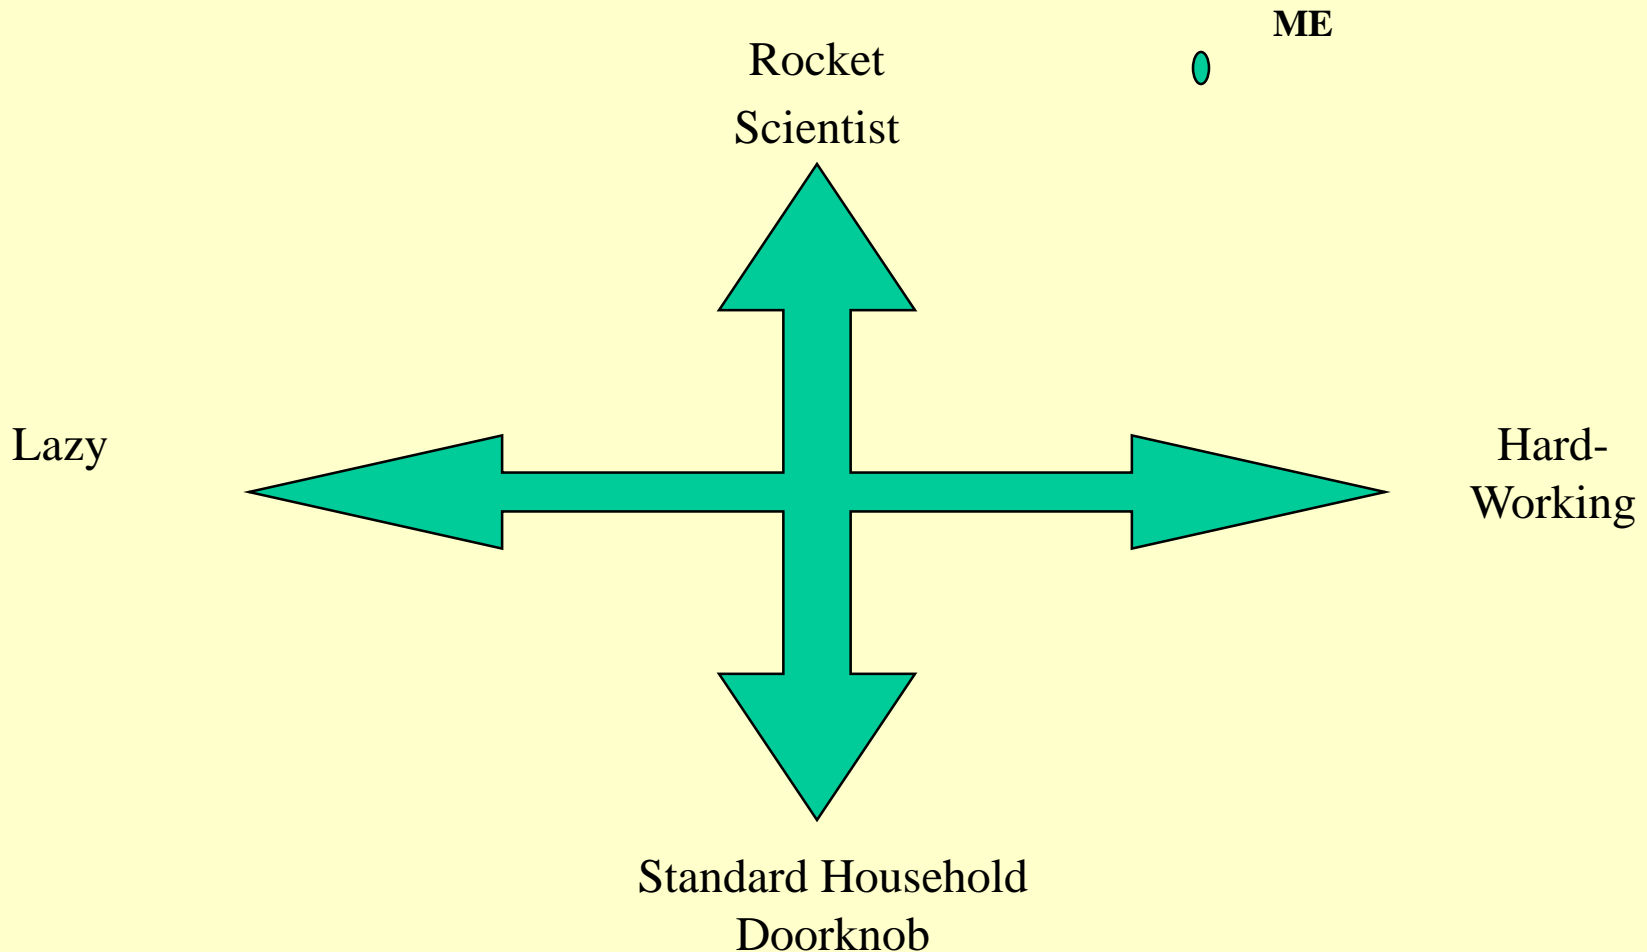 ME
Rocket
Scientist
Lazy
Hard-
Working
Standard Household
Doorknob